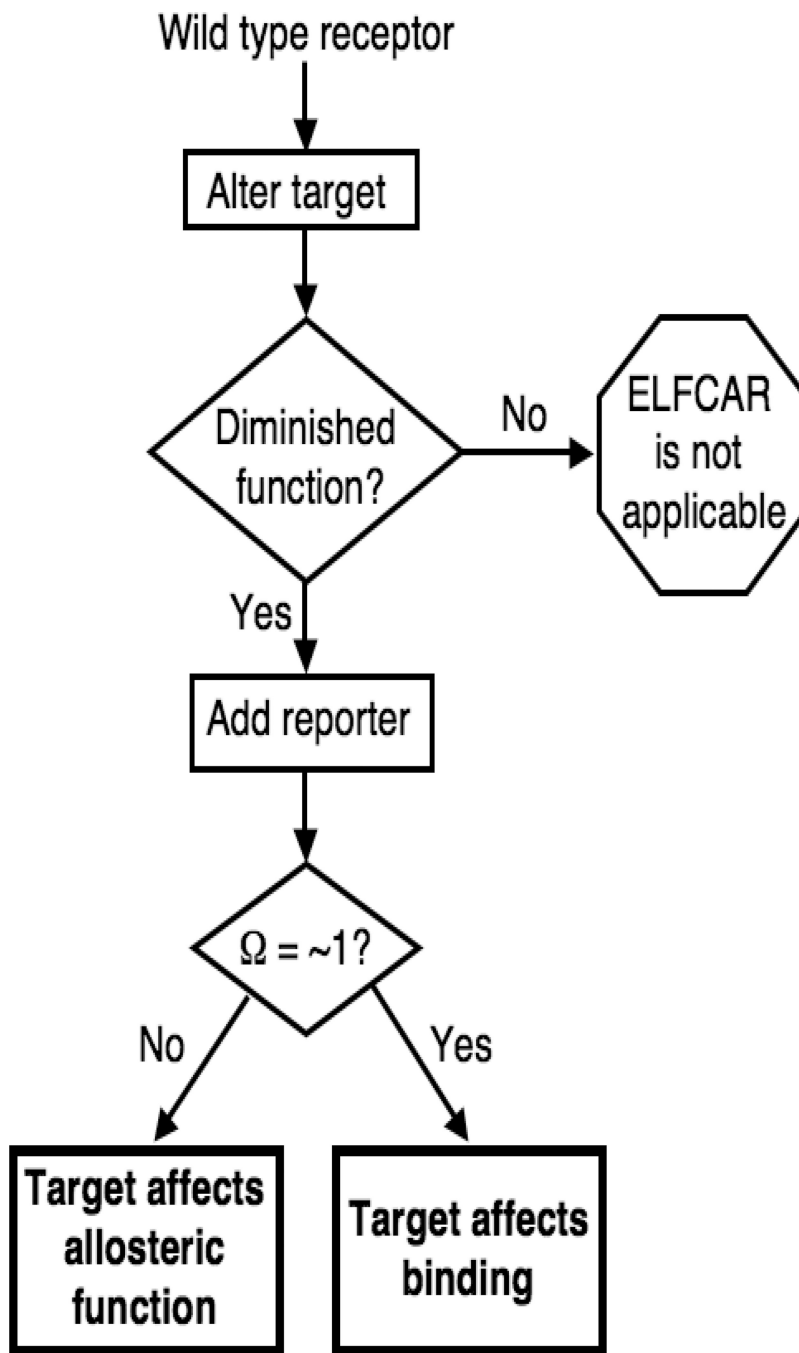 Wild type receptor
Alter target
Diminished
function?
No
ELFCAR
is not
applicable
Yes
Add reporter
Ω = ~1?
No
Yes
Target affects
allosteric
function
Target affects
binding